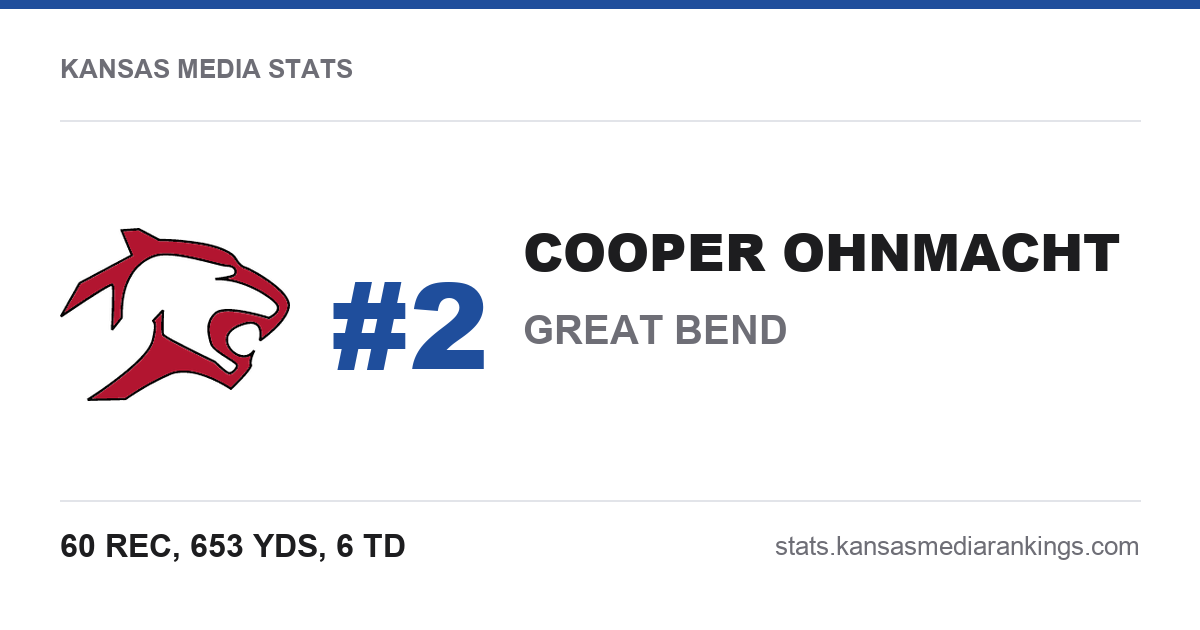 KANSAS MEDIA STATS
#2
COOPER OHNMACHT
GREAT BEND
60 REC, 653 YDS, 6 TD
stats.kansasmediarankings.com